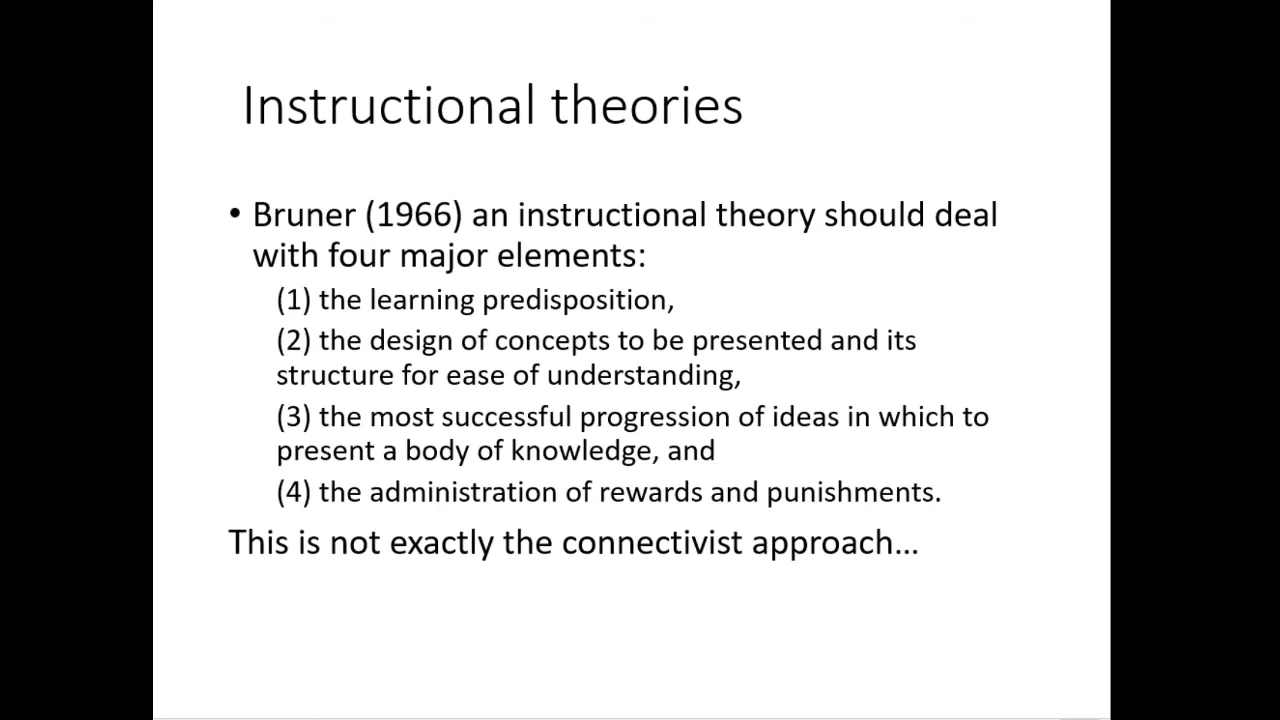 Instructional theories
• Bruner (1966) an instructional theory should deal
with four major elements:
(1) the learning predisposition,
(2) the design of concepts to be presented and its
structure for ease of understanding,
(3) the most successful progression of ideas in which to
present a body of knowledge, and
(4) the administration of rewards and punishments.
This is not exactly the connectivist approach…